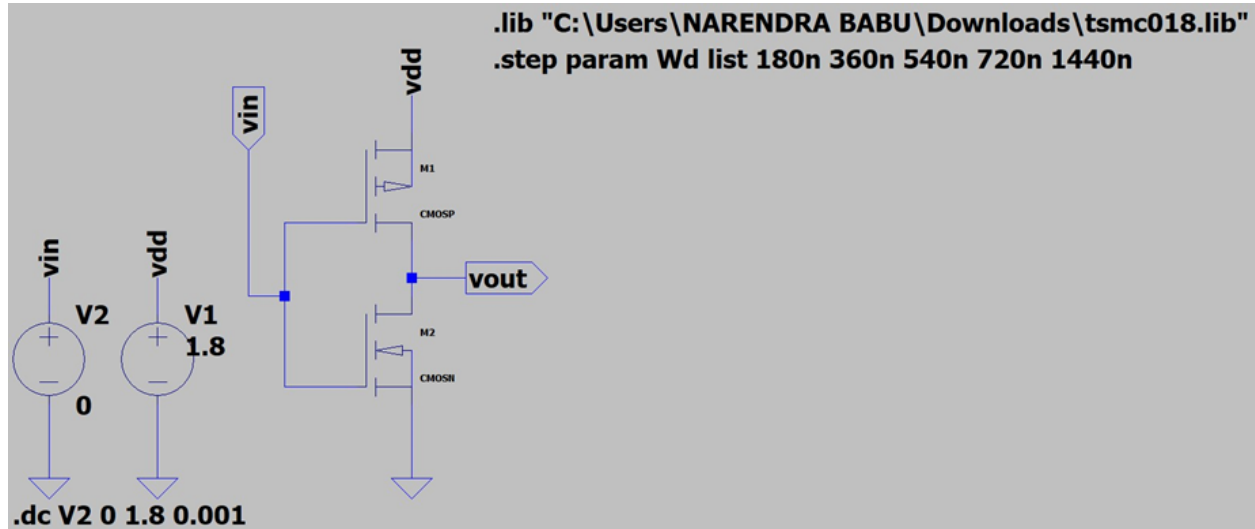 .lib "C:\Users\NARENDRA BABU\Downloads\tsmc018.lib"
.step param Wd list 180n 360n 540n 720n 1440n
vdd
vin
M1
CMOSP
vin
vdd
vout
V2
V1
1.8
M2
CMOSN
0
.dc V2 0 1.8 0.001